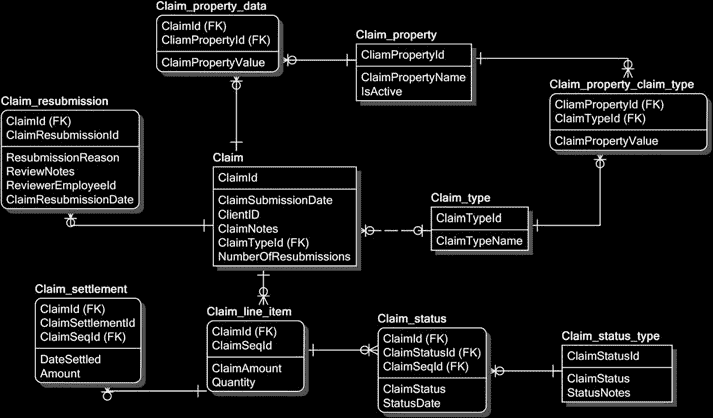 Claim_property_data
ClaimId (FK)
CliamPropertyId (FK)
ClaimPropertyValue
Claim_property
CliamPropertyId
ClaimPropertyName
IsActive
Claim_property_claim_type
CliamPropertyId (FK)
ClaimTypeId (FK)
ClaimPropertyValue
Claim_resubmission
ClaimId (FK)
ClaimResubmissionId
ResubmissionReason
ReviewNotes
ReviewerEmployeeId
ClaimResubmissionDate
Claim
ClaimId
ClaimSubmissionDate
ClientID
ClaimNotes
ClaimTypeId (FK)
NumberOfResubmissions
Claim_type
ClaimTypeId
ClaimTypeName
Claim_settlement
ClaimId (FK)
ClaimSettlementId
ClaimSeqId (FK)
DateSettled
Amount
Claim_line_item
ClaimId (FK)
ClaimSeqId
ClaimAmount
Quantity
Claim_status
ClaimId (FK)
ClaimStatusId (FK)
ClaimSeqId (FK)
ClaimStatus
StatusDate
Claim_status_type
ClaimStatusId
ClaimStatus
StatusNotes